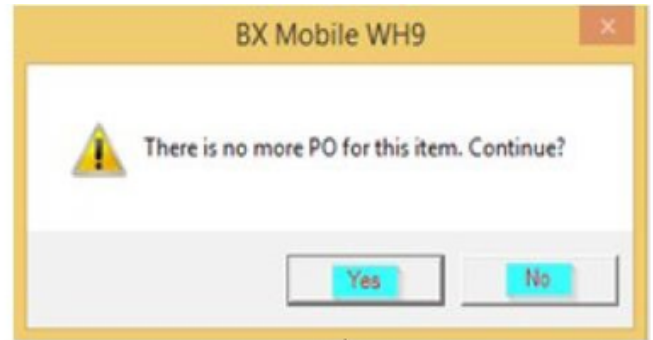 BX Mobile WH9
There is no more PO for this item. Continue?
Yes
No